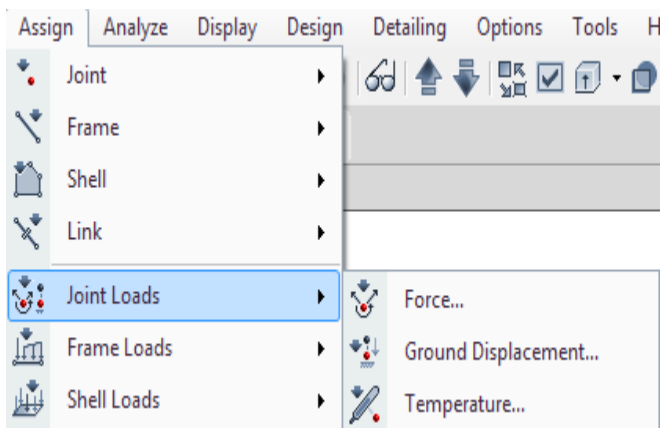 Assign Analyze Display Design Detailing Options Tools H
Joint
Frame
Shell
Link
Joint Loads
Force...
Frame Loads
Ground Displacement...
Shell Loads
Temperature...